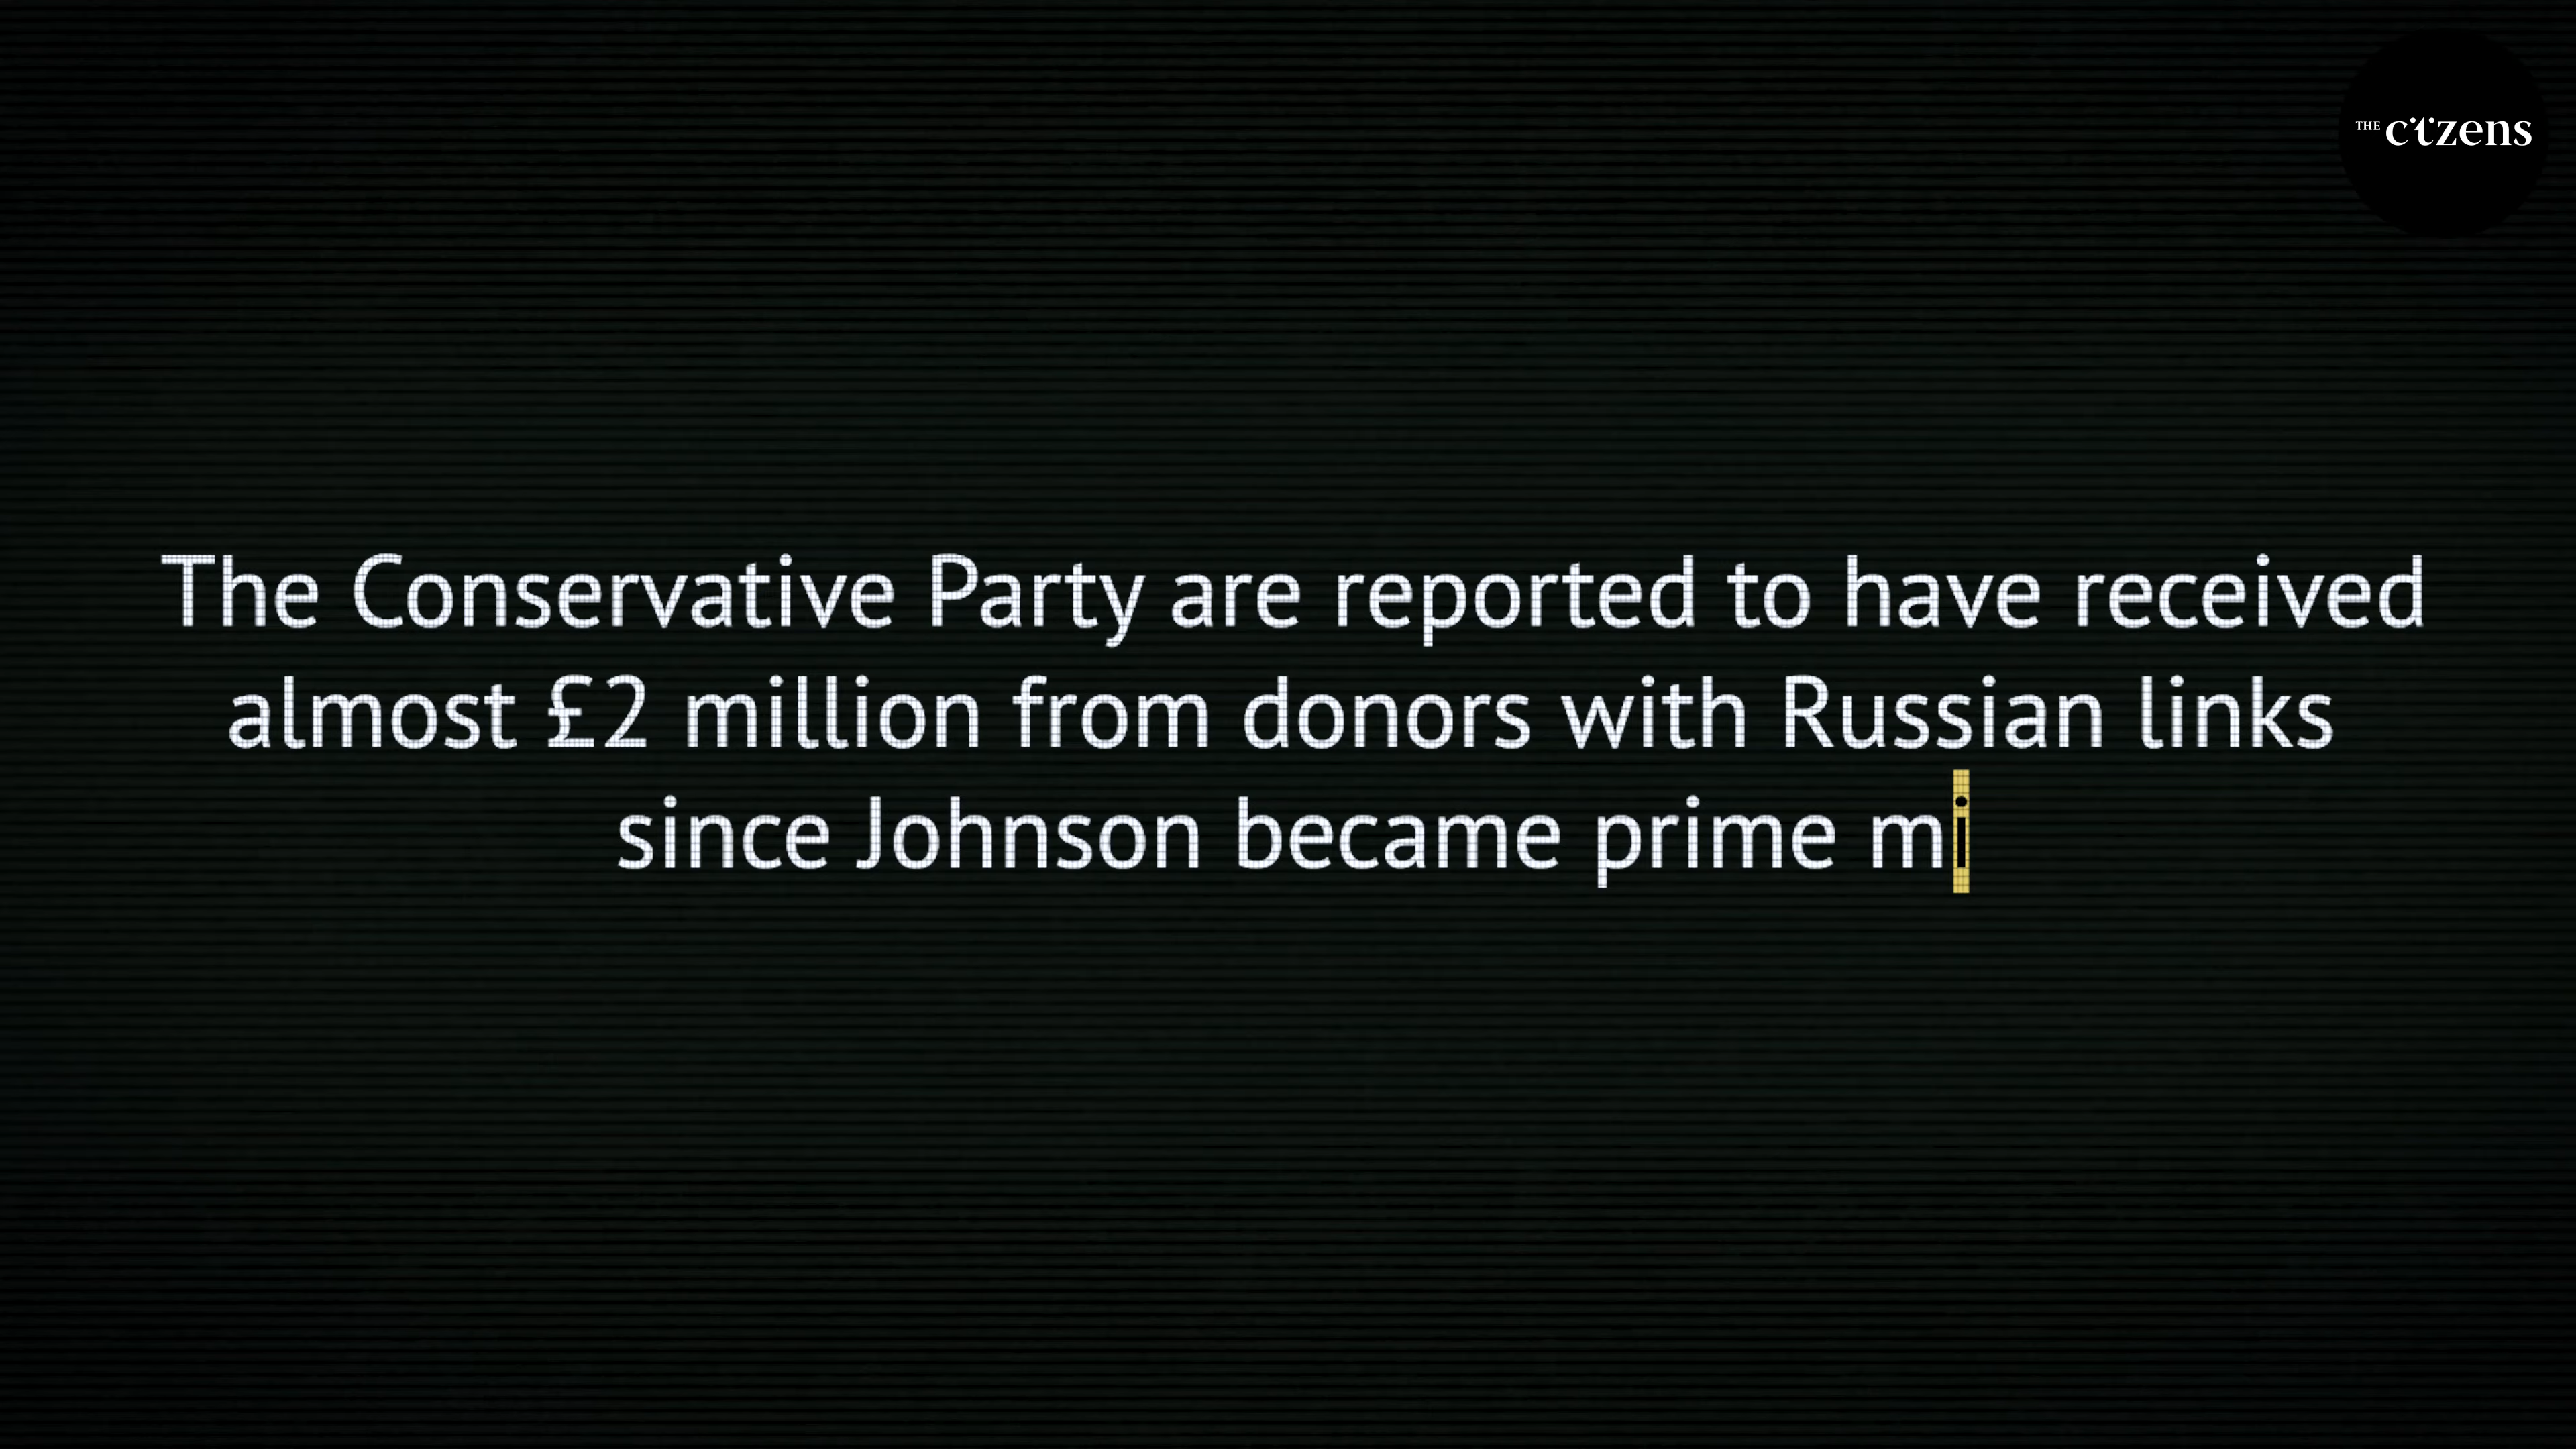 THE citzens
The Conservative Party are reported to have received
almost £2 million from donors with Russian links
since Johnson became prime mi